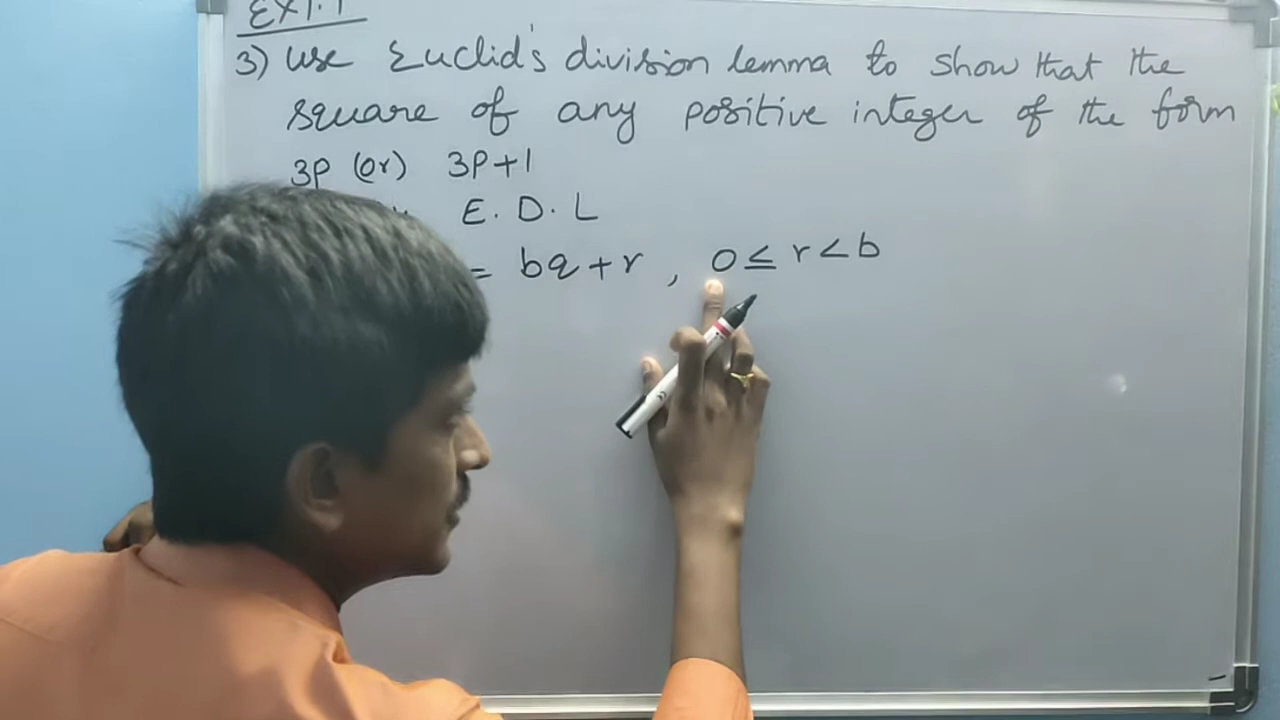 EX 1.1
3) Use Euclid's division lemma to show that the
square of any positive integer of the form
3p (or) 3p+1
E. D. L
= bq + r , 0 ≤ r < b